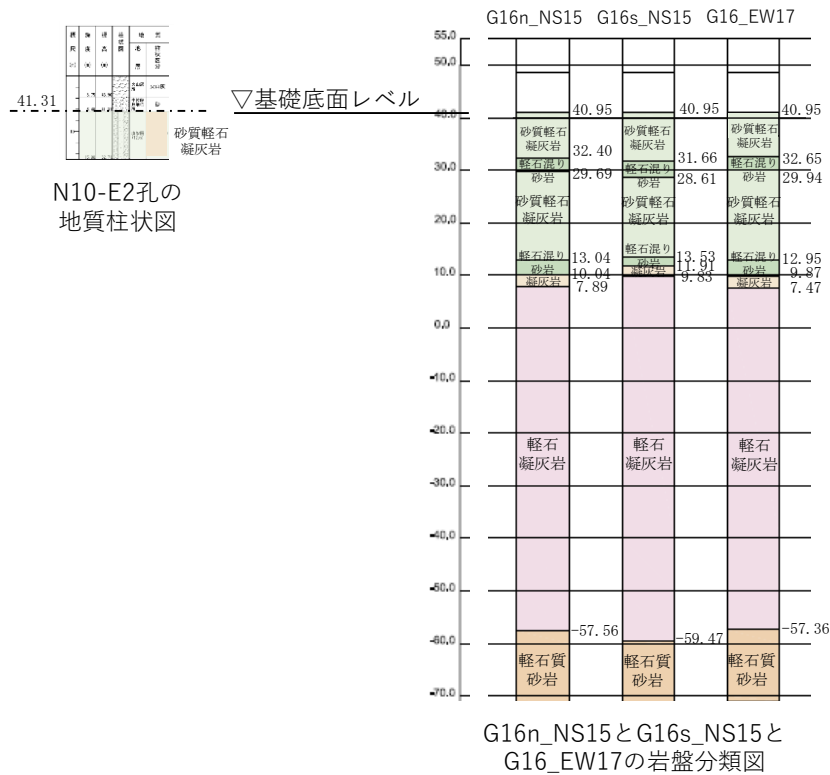 G16n_NS15 G16s_NS15 G16_EW17
55.0
50.0
41.31
▽基礎底面レベル
40.0
40.95 40.95 40.95
砂質軽石 砂質軽石 砂質軽石
凝灰岩 凝灰岩 凝灰岩
砂質軽石
凝灰岩
N10-E2孔の
地質柱状図
32.40 31.66 32.65
軽石混り 軽石混り 軽石混り
30.0
砂岩 砂岩 砂岩
29.69 28.61 29.94
砂質軽石 砂質軽石 砂質軽石
凝灰岩 凝灰岩 凝灰岩
20.0
軽石混り 軽石混り 軽石混り
13.04 13.53 12.95
砂岩 砂岩 砂岩
10.04 11.91 9.87
10.0
凝灰岩 凝灰岩 凝灰岩
7.89 9.83 7.47
0.0
-10.0
-20.0
軽石 軽石 軽石
凝灰岩 凝灰岩 凝灰岩
-30.0
-40.0
-50.0
-57.56 -59.47 -57.36
-60.0
軽石質 軽石質 軽石質
砂岩 砂岩 砂岩
-70.0
G16n_NS15とG16s_NS15と
G16_EW17の岩盤分類図